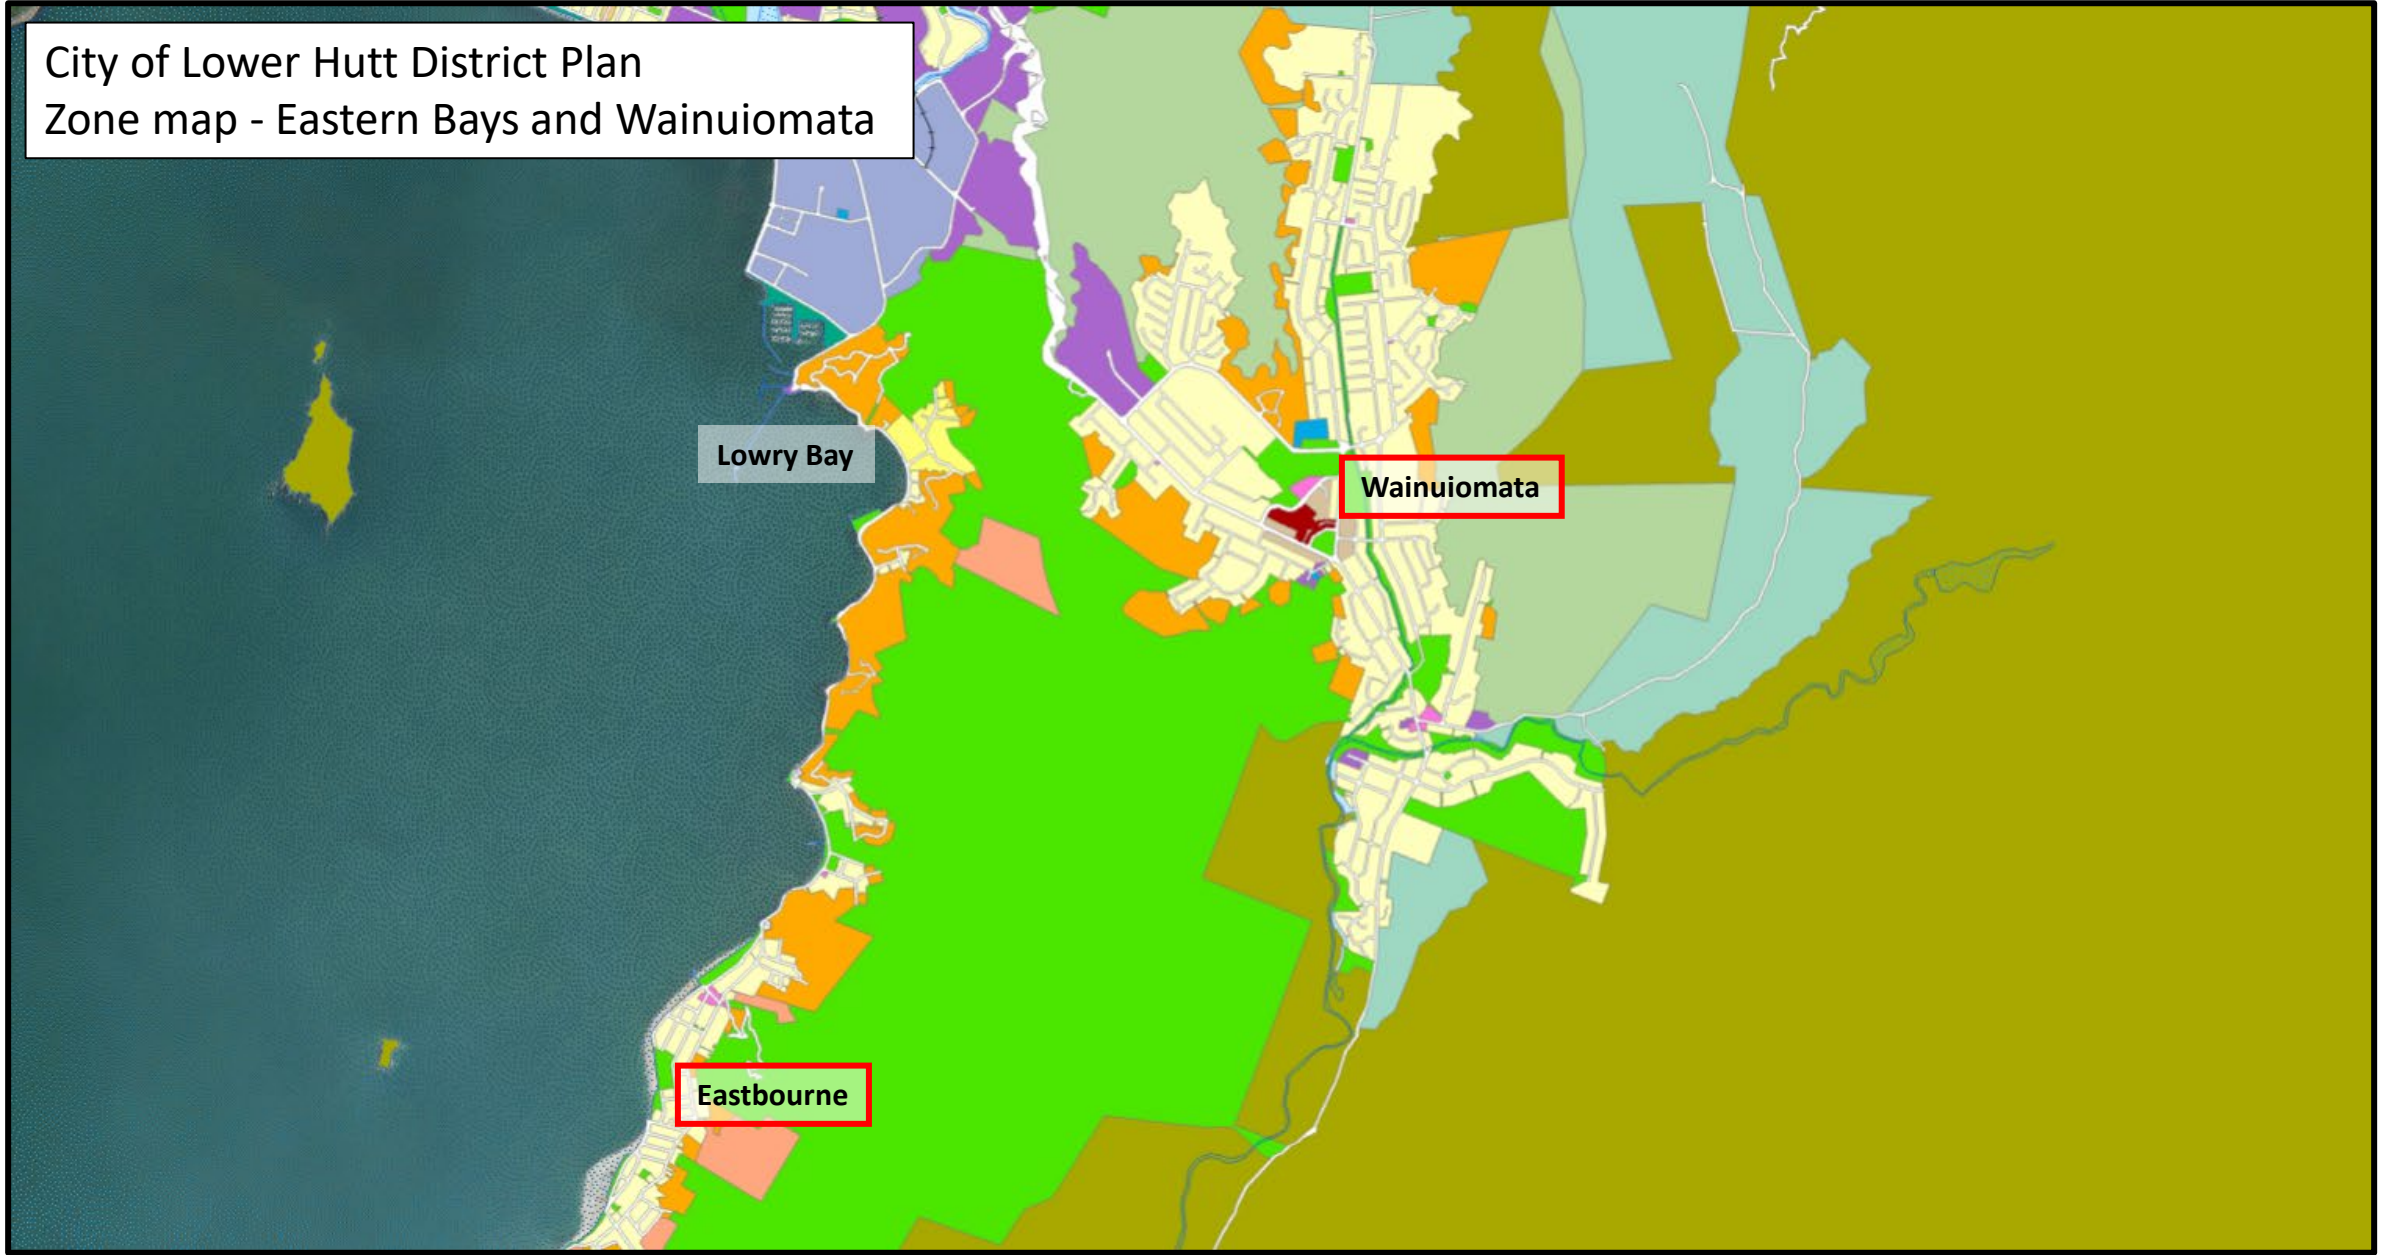 City of Lower Hutt District Plan
Zone map - Eastern Bays and Wainuiomata
Lowry Bay
Wainuiomata
Eastbourne